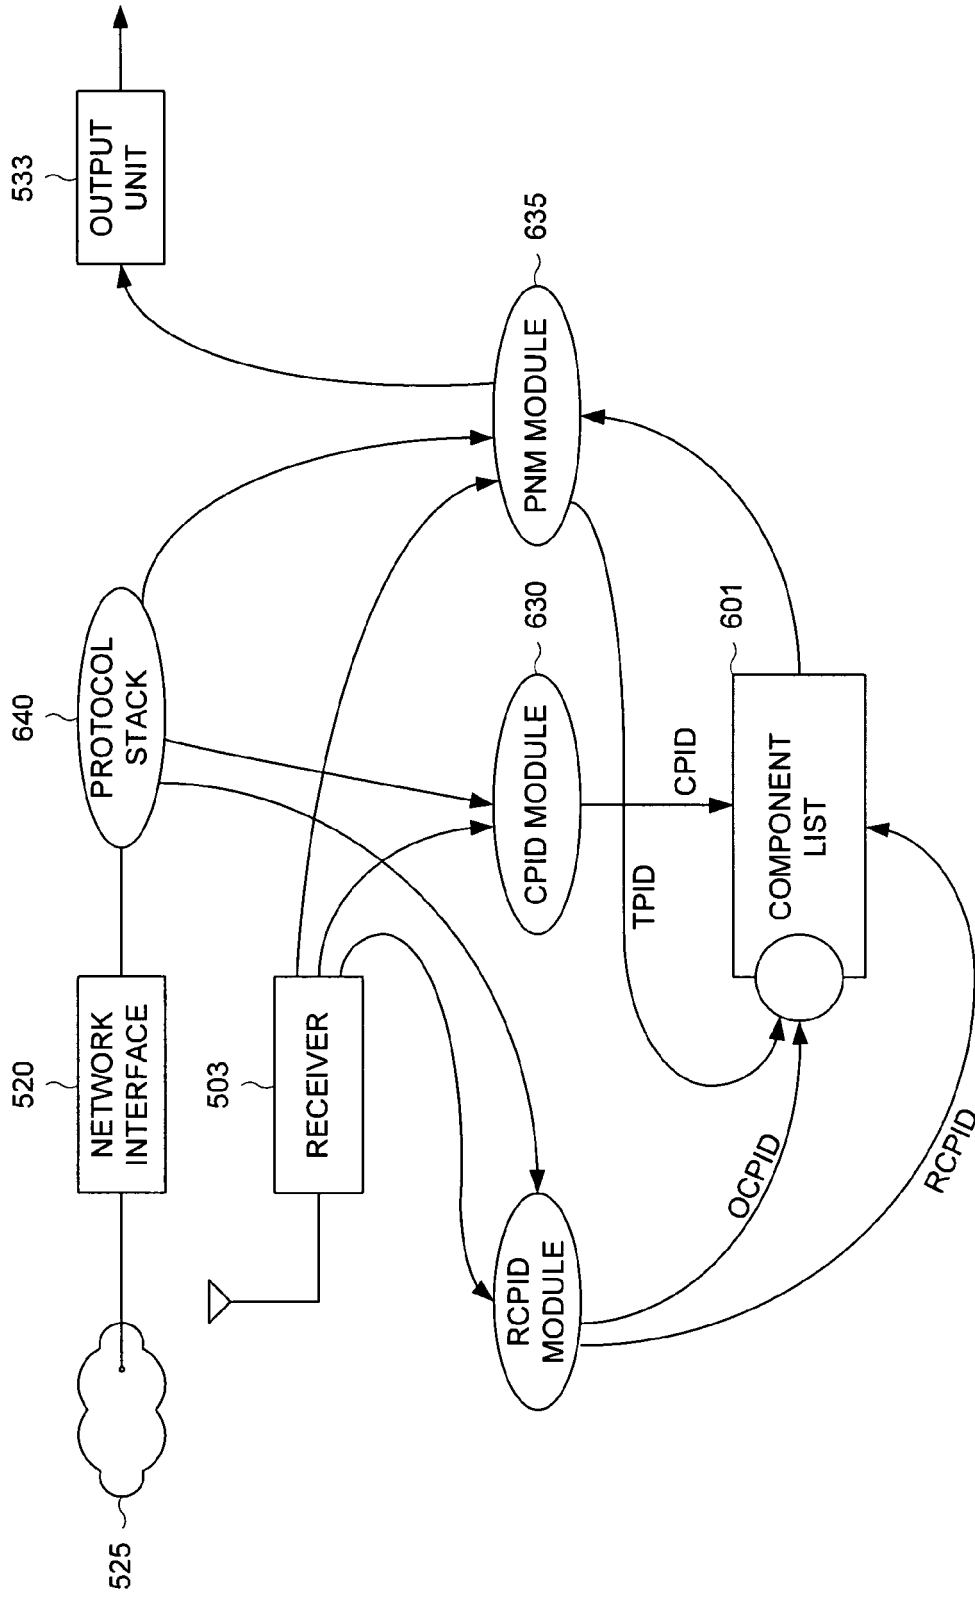 525
520
NETWORK
INTERFACE
640
PROTOCOL
STACK
533
OUTPUT
UNIT
503
RECEIVER
RCPID
MODULE
CPID MODULE
630
PNM MODULE
635
TPID
CPID
OCPID
RCPID
COMPONENT
LIST
601